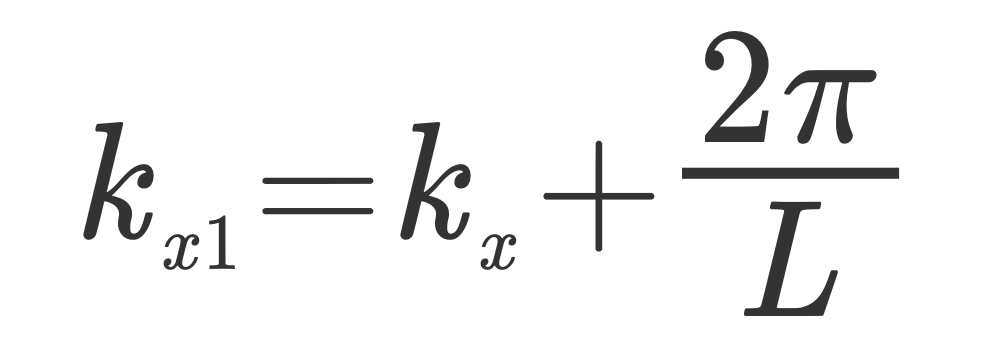 k_{x1} = k_x + \frac{2\pi}{L}